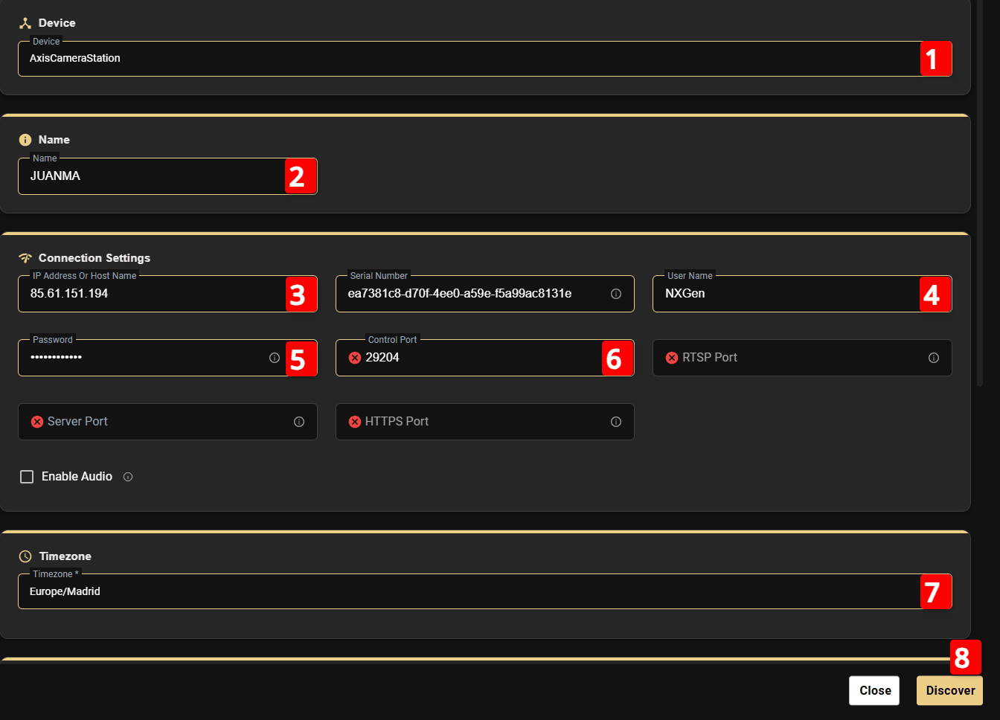 Device
Device
AxisCameraStation
1
Name
Name
JUANMA
2
Connection Settings
IP Address Or Host Name
85.61.151.194
3
Serial Number
ea7381c8-d70f-4ee0-a59e-f5a99ac8131e
User Name
NXGen
4
Password
••••••••••••
5
Control Port
29204
6
RTSP Port
Server Port
HTTPS Port
Enable Audio
Timezone
Timezone *
Europe/Madrid
7
8
Close
Discover